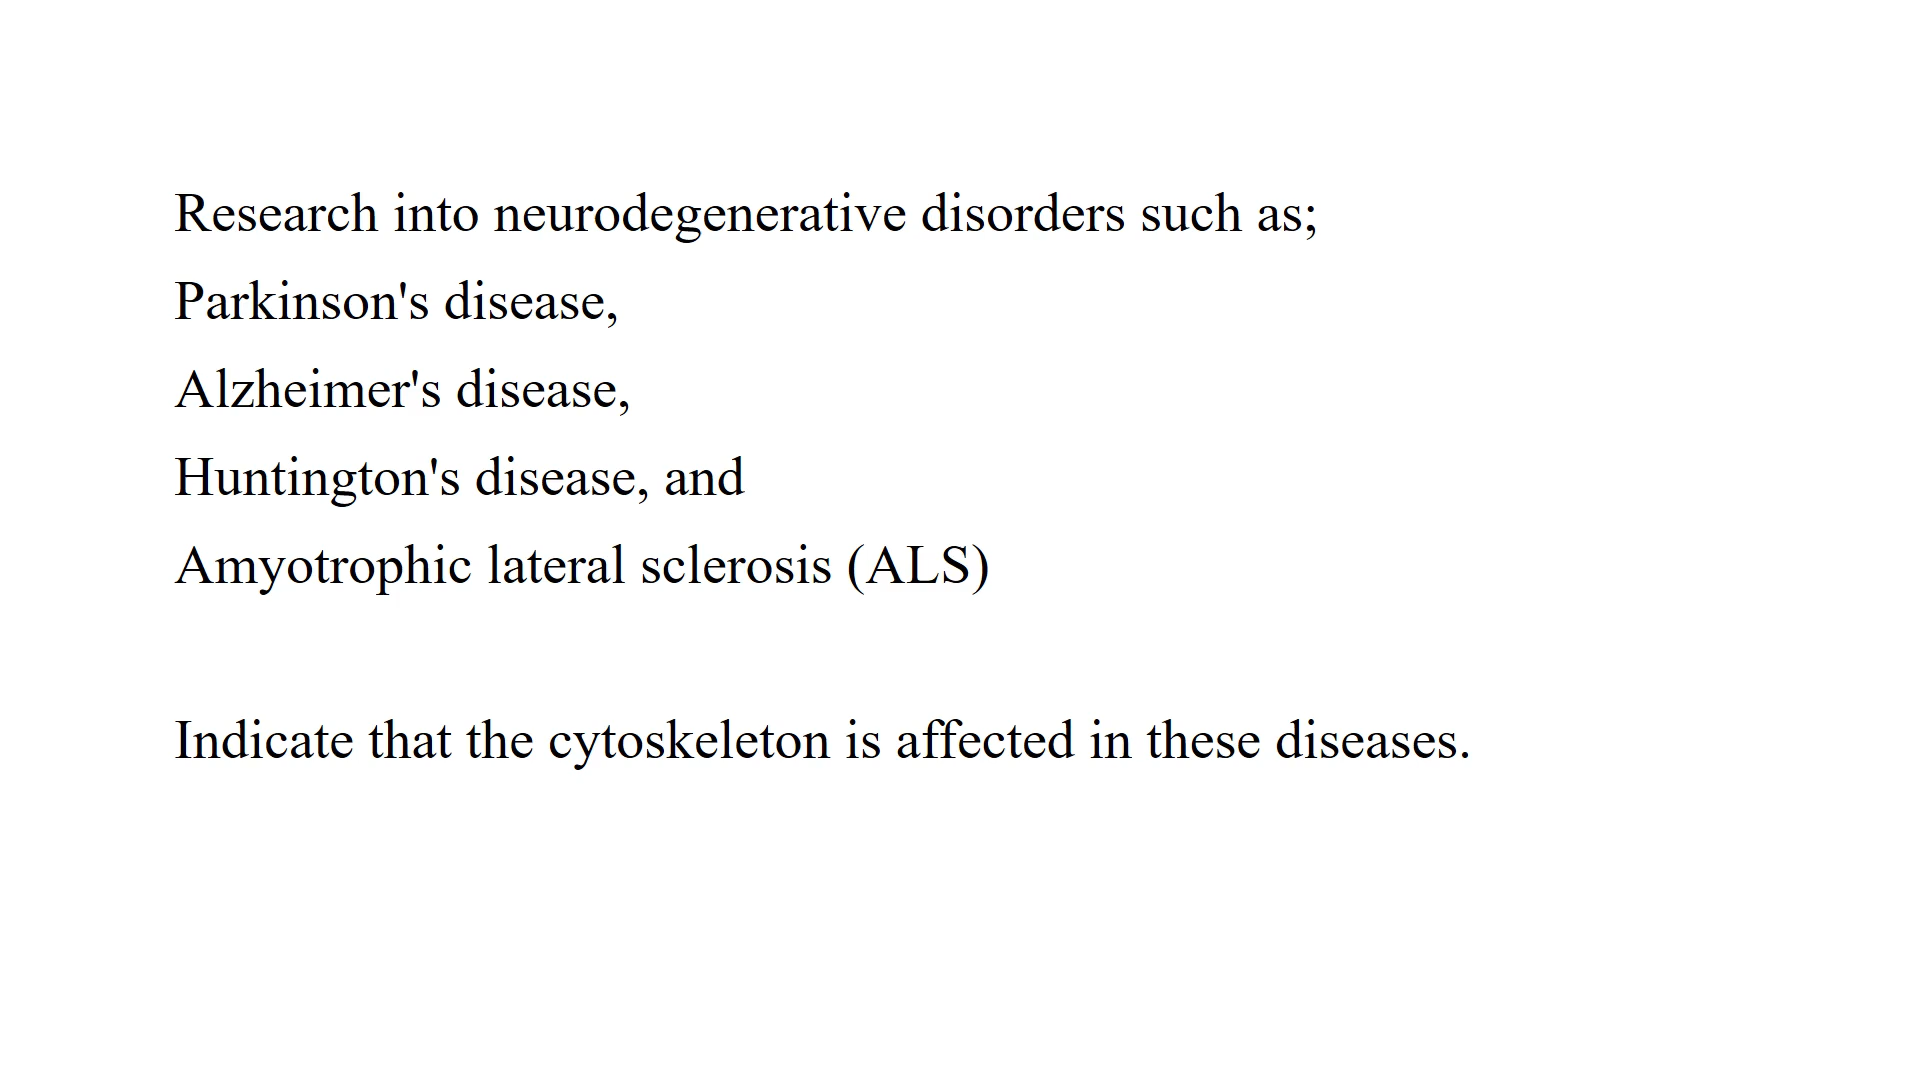 Research into neurodegenerative disorders such as;
Parkinson's disease,
Alzheimer's disease,
Huntington's disease, and
Amyotrophic lateral sclerosis (ALS)
Indicate that the cytoskeleton is affected in these diseases.